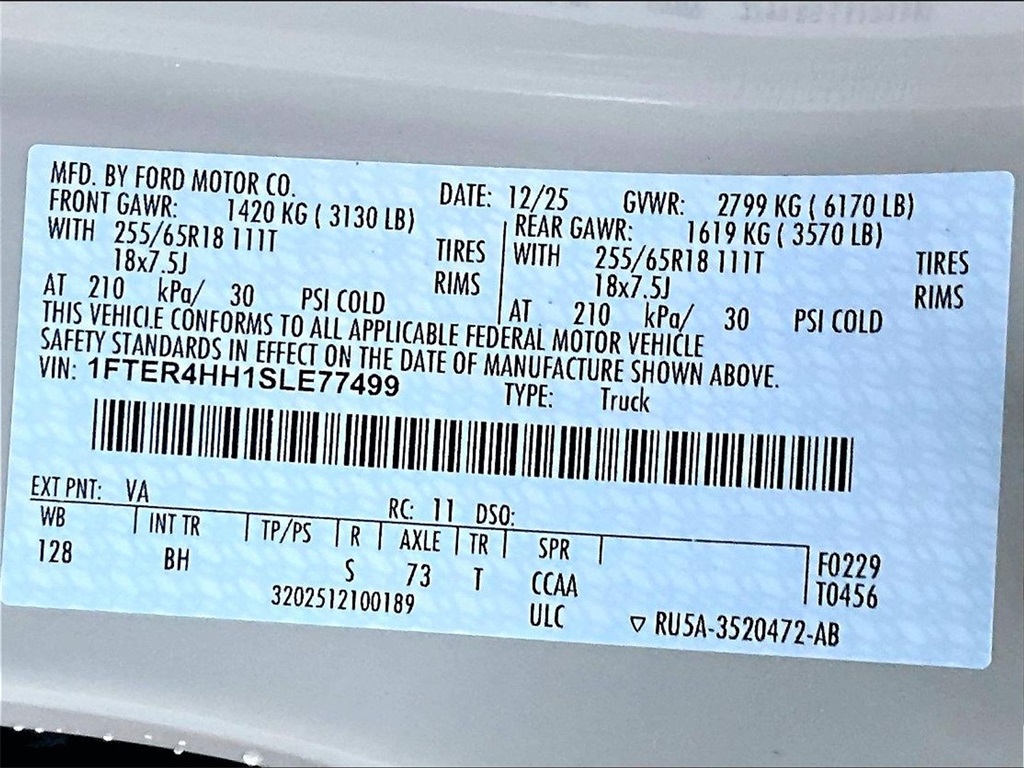 MFD. BY FORD MOTOR CO. DATE: 12/25 GVWR: 2799 KG ( 6170 LB)
FRONT GAWR: 1420 KG ( 3130 LB) REAR GAWR: 1619 KG ( 3570 LB)
WITH 255/65R18 111T TIRES WITH 255/65R18 111T TIRES
18x7.5J RIMS 18x7.5J RIMS
AT 210 kPa/ 30 PSI COLD AT 210 kPa/ 30 PSI COLD
THIS VEHICLE CONFORMS TO ALL APPLICABLE FEDERAL MOTOR VEHICLE
SAFETY STANDARDS IN EFFECT ON THE DATE OF MANUFACTURE SHOWN ABOVE.
VIN: 1FTER4HH1SLE77499 TYPE: Truck
EXT PNT: VA RC: 11 DSO:
WB INT TR TP/PS R AXLE TR SPR F0229
128 BH S 73 T CCAA T0456
3202512100189 ULC ▽ RU5A-3520472-AB